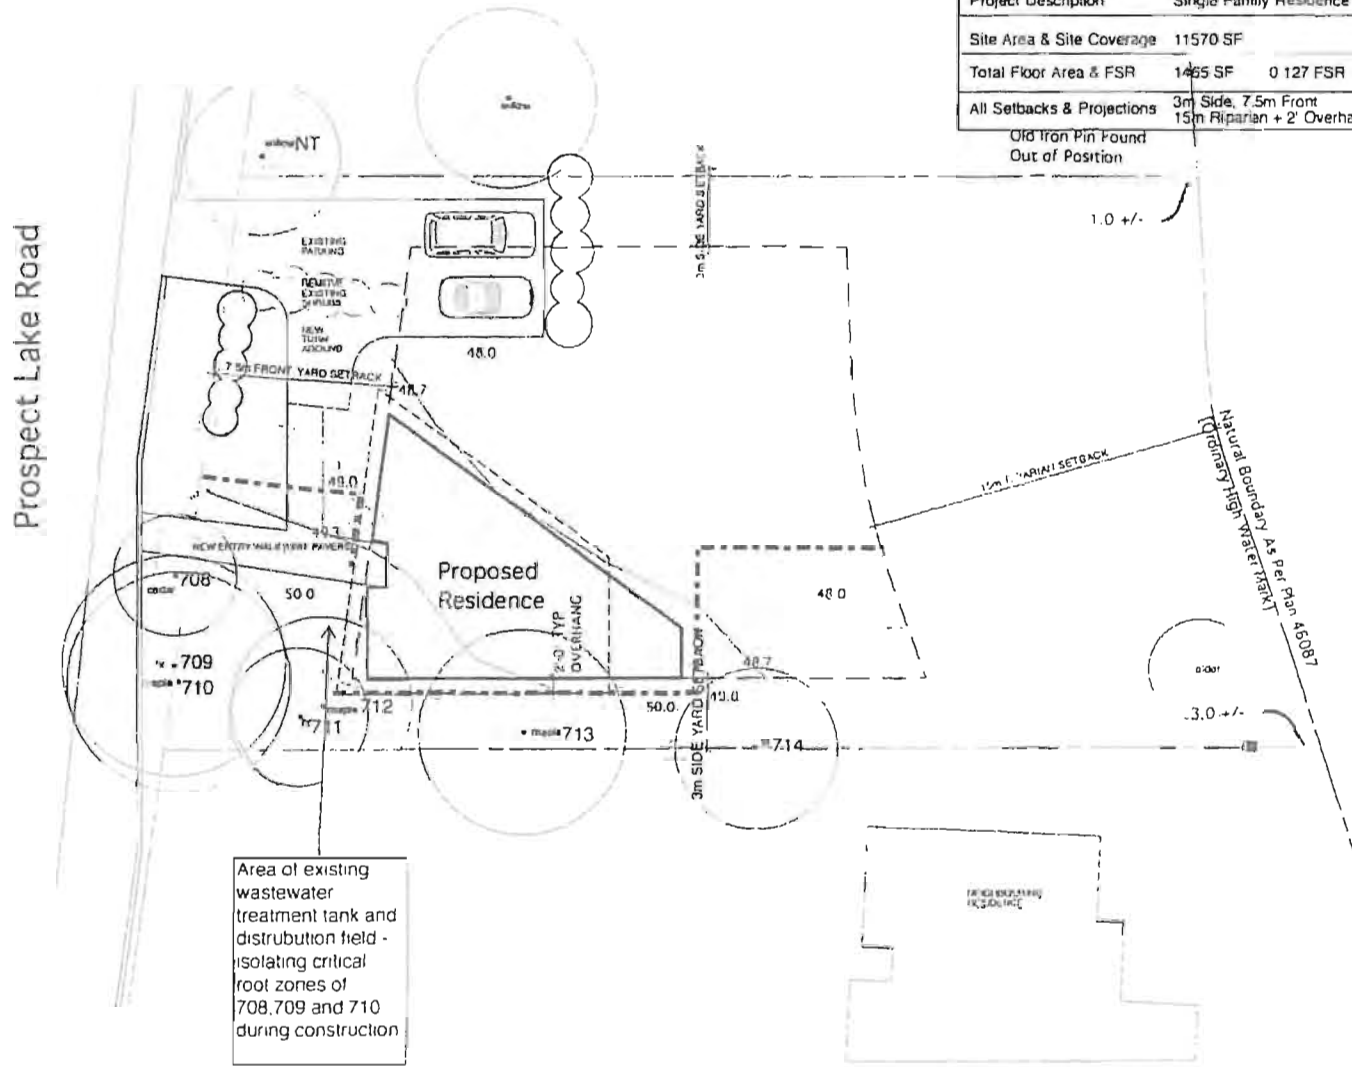 Project Description Single Family Residence
Site Area & Site Coverage 11570 SF
Total Floor Area & FSR 1465 SF 0 127 FSR
All Setbacks & Projections 3m Side, 7.5m Front
15m Riparian + 2' Overha
Old Iron Pin Found
Out of Position
NT
1.0 +/-
3m SIDE YARD SETBACK
EXISTING
PARKING
REMOVE
EXISTING
SHRUBS
NEW
TURN
AROUND
48.0
Prospect Lake Road
7.5m FRONT YARD SETBACK
48.7
15m RIPARIAN SETBACK
Natural Boundary As Per Plan 46087
(Ordinary High Water Mark)
49.0
49.3
NEW ENTRY WALKWAY PAVERS
cedar 708
50.0
Proposed
Residence
2'-0" TYP
OVERHANG
48.0
709
maple 710
711
maple 712
maple 713
50.0
49.0
48.7
714
3m SIDE YARD SETBACK
alder
3.0 +/-
NEIGHBOURING
RESIDENCE
Area of existing
wastewater
treatment tank and
distrubution field -
isolating critical
root zones of
708,709 and 710
during construction